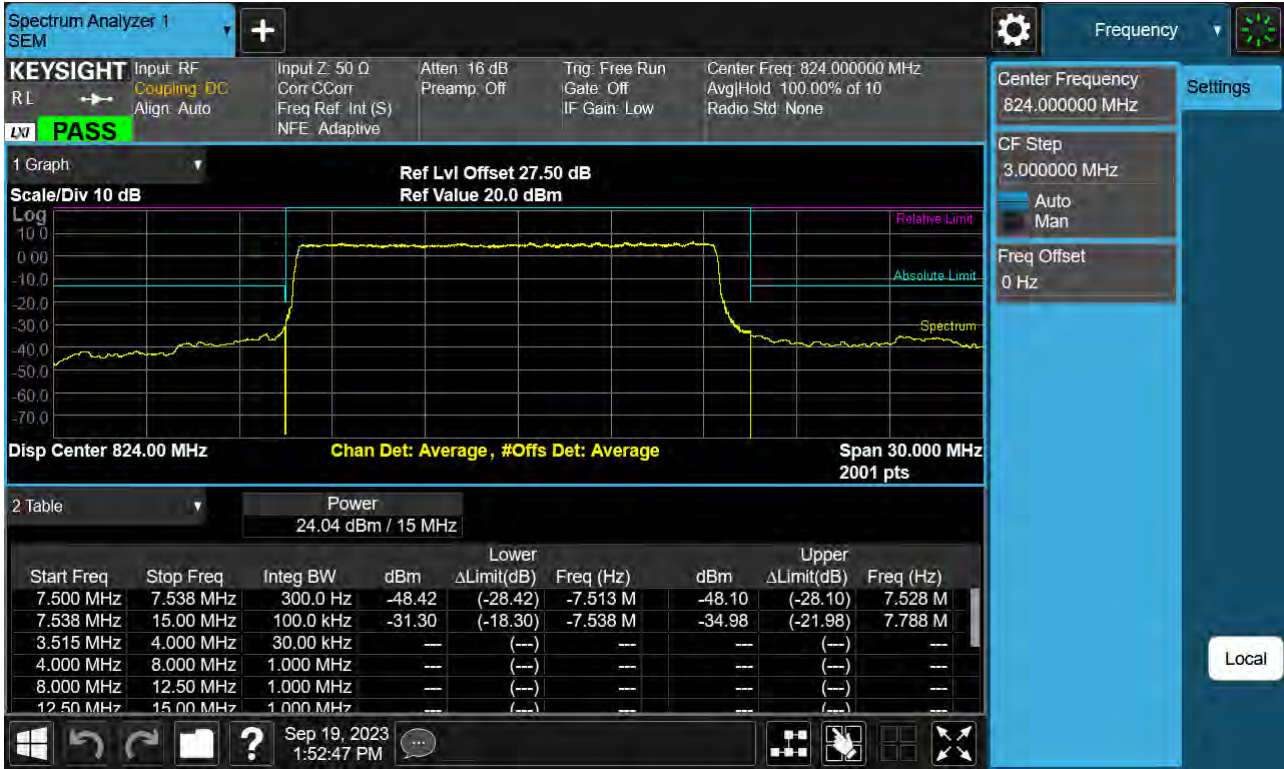 Spectrum Analyzer 1
SEM
Frequency
KEYSIGHT
R L
LXI
PASS
Input: RF
Coupling: DC
Align: Auto
Input Z: 50 Ω
Corr CCorr
Freq Ref: Int (S)
NFE: Adaptive
Atten: 16 dB
Preamp: Off
Trig: Free Run
Gate: Off
IF Gain: Low
Center Freq: 824.000000 MHz
Avg|Hold: 100.00% of 10
Radio Std: None
Center Frequency
824.000000 MHz
Settings
CF Step
3.000000 MHz
Auto
Man
Freq Offset
0 Hz
Local
1 Graph
Scale/Div 10 dB
Ref Lvl Offset 27.50 dB
Ref Value 20.0 dBm
Log
10.0
0.00
-10.0
-20.0
-30.0
-40.0
-50.0
-60.0
-70.0
Relative Limit
Absolute Limit
Spectrum
Disp Center 824.00 MHz
Chan Det: Average , #Offs Det: Average
Span 30.000 MHz
2001 pts
2 Table
Power
24.04 dBm / 15 MHz
Lower Upper
Start Freq Stop Freq Integ BW dBm ΔLimit(dB) Freq (Hz) dBm ΔLimit(dB) Freq (Hz)
7.500 MHz 7.538 MHz 300.0 Hz -48.42 (-28.42) -7.513 M -48.10 (-28.10) 7.528 M
7.538 MHz 15.00 MHz 100.0 kHz -31.30 (-18.30) -7.538 M -34.98 (-21.98) 7.788 M
3.515 MHz 4.000 MHz 30.00 kHz --- (---) --- --- (---) ---
4.000 MHz 8.000 MHz 1.000 MHz --- (---) --- --- (---) ---
8.000 MHz 12.50 MHz 1.000 MHz --- (---) --- --- (---) ---
12.50 MHz 15.00 MHz 1.000 MHz --- (---) --- --- (---) ---
?
Sep 19, 2023
1:52:47 PM